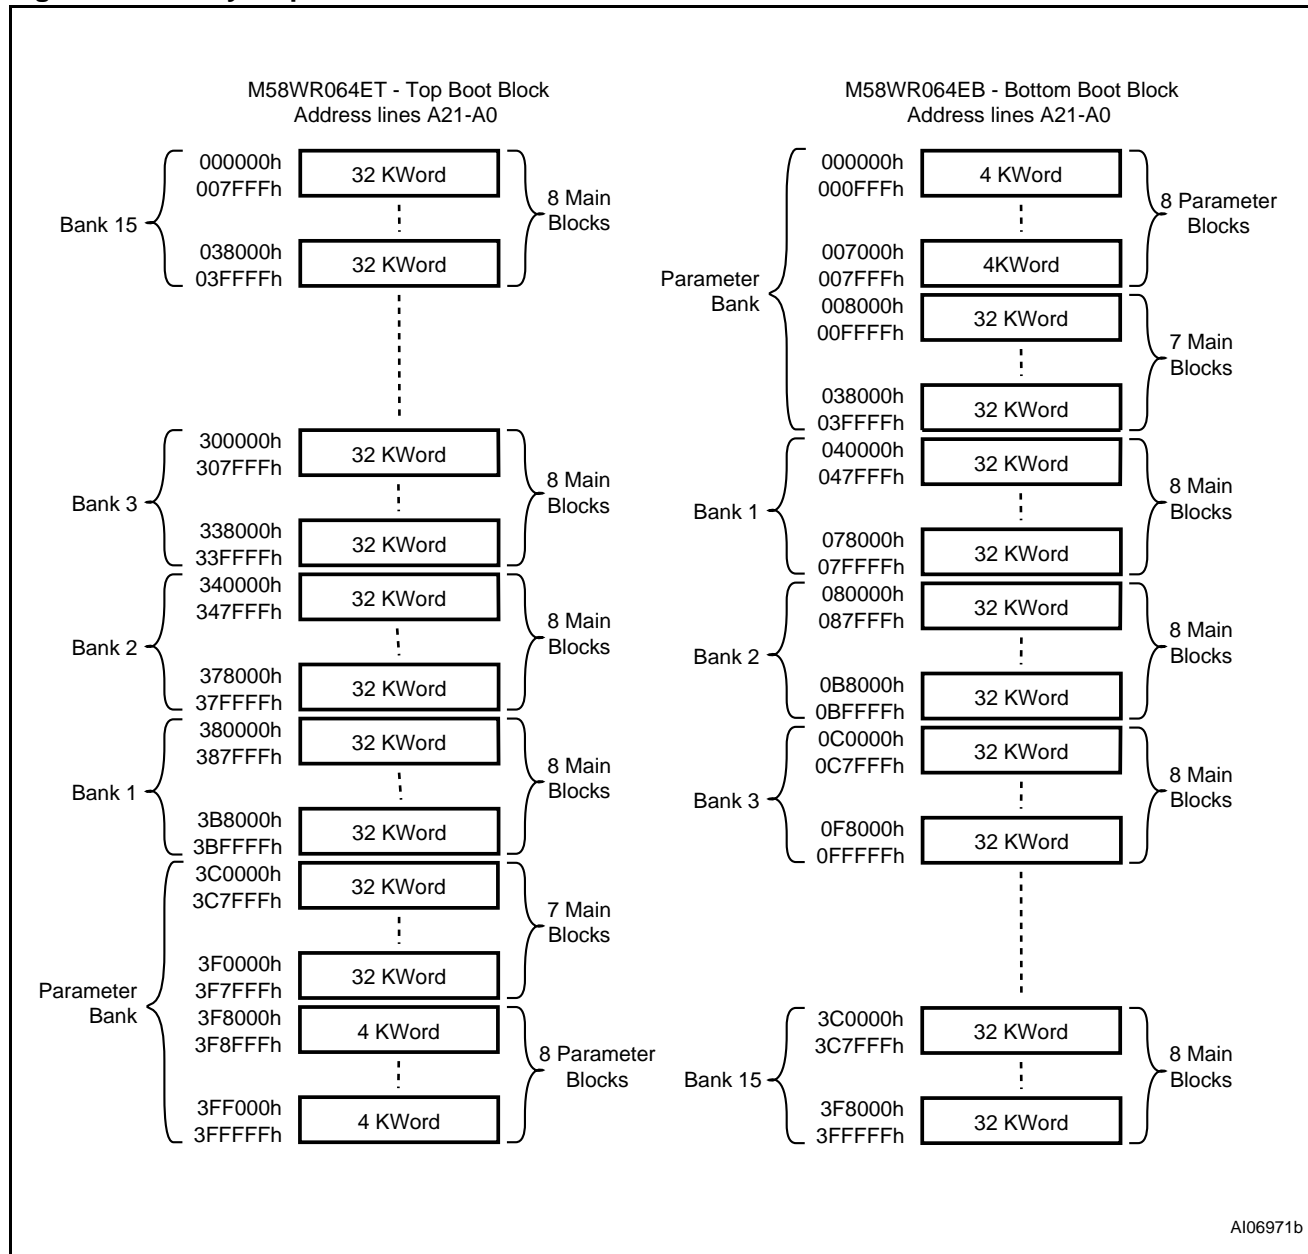 M58WR064ET - Top Boot Block
Address lines A21-A0
Bank 15
000000h
007FFFh
32 KWord
038000h
03FFFFh
32 KWord
8 Main
Blocks
Bank 3
300000h
307FFFh
32 KWord
338000h
33FFFFh
32 KWord
8 Main
Blocks
Bank 2
340000h
347FFFh
32 KWord
378000h
37FFFFh
32 KWord
8 Main
Blocks
Bank 1
380000h
387FFFh
32 KWord
3B8000h
3BFFFFh
32 KWord
8 Main
Blocks
Parameter
Bank
3C0000h
3C7FFFh
32 KWord
3F0000h
3F7FFFh
32 KWord
7 Main
Blocks
3F8000h
3F8FFFh
4 KWord
3FF000h
3FFFFFh
4 KWord
8 Parameter
Blocks
M58WR064EB - Bottom Boot Block
Address lines A21-A0
Parameter
Bank
000000h
000FFFh
4 KWord
007000h
007FFFh
4KWord
8 Parameter
Blocks
008000h
00FFFFh
32 KWord
038000h
03FFFFh
32 KWord
7 Main
Blocks
Bank 1
040000h
047FFFh
32 KWord
078000h
07FFFFh
32 KWord
8 Main
Blocks
Bank 2
080000h
087FFFh
32 KWord
0B8000h
0BFFFFh
32 KWord
8 Main
Blocks
Bank 3
0C0000h
0C7FFFh
32 KWord
0F8000h
0FFFFFh
32 KWord
8 Main
Blocks
Bank 15
3C0000h
3C7FFFh
32 KWord
3F8000h
3FFFFFh
32 KWord
8 Main
Blocks
AI06971b